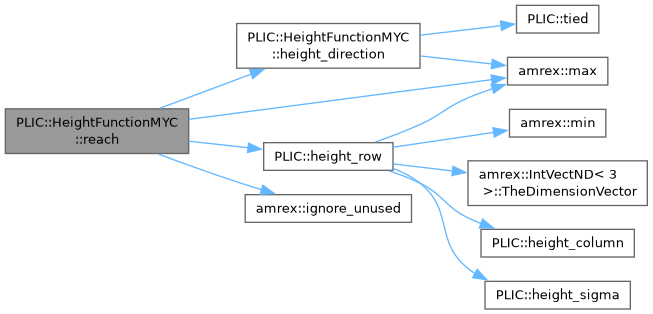 PLIC::HeightFunctionMYC
::reach
PLIC::HeightFunctionMYC
::height_direction
PLIC::height_row
amrex::ignore_unused
PLIC::tied
amrex::max
amrex::min
amrex::IntVectND< 3
>::TheDimensionVector
PLIC::height_column
PLIC::height_sigma